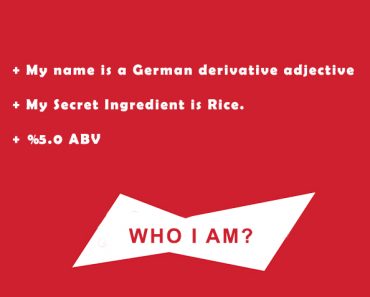 + My name is a German derivative adjective
+ My Secret Ingredient is Rice.
+ %5.0 ABV
WHO I AM?